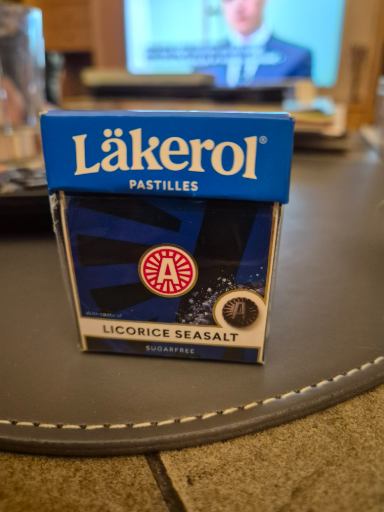 Läkerol®
PASTILLES
A
A
LICORICE SEASALT
SUGARFREE